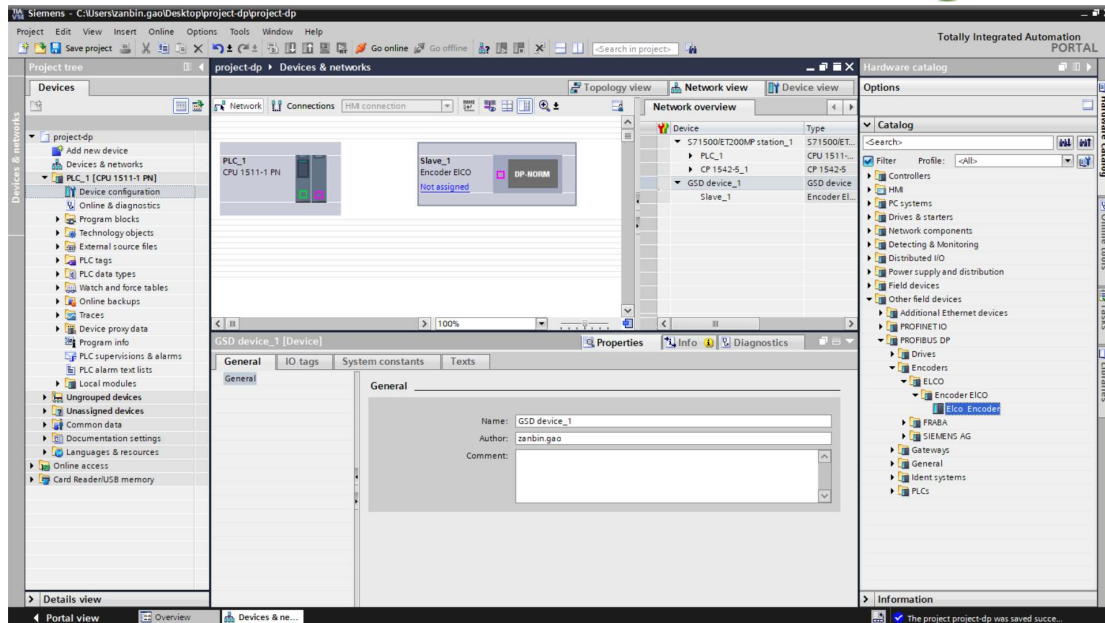 Siemens - C:\Users\zanbin.gao\Desktop\project-dp\project-dp
Project Edit View Insert Online Options Tools Window Help
Totally Integrated Automation
PORTAL
Save project Go online Go offline <Search in project>
Project tree
Devices
project-dp
Add new device
Devices & networks
PLC_1 [CPU 1511-1 PN]
Device configuration
Online & diagnostics
Program blocks
Technology objects
External source files
PLC tags
PLC data types
Watch and force tables
Online backups
Traces
Device proxy data
Program info
PLC supervisions & alarms
PLC alarm text lists
Local modules
Ungrouped devices
Unassigned devices
Common data
Documentation settings
Languages & resources
Online access
Card Reader/USB memory
Details view
Devices & networks
project-dp Devices & networks
Topology view Network view Device view
Network Connections HMI connection
PLC_1
CPU 1511-1 PN
Slave_1
Encoder ElCO
Not assigned
DP-NORM
100%
Network overview
Device Type
S71500/ET200MP station_1 S71500/ET...
PLC_1 CPU 1511-...
CP 1542-5_1 CP 1542-5
GSD device_1 GSD device
Slave_1 Encoder El...
GSD device_1 [Device]
Properties Info Diagnostics
General IO tags System constants Texts
General
General
Name: GSD device_1
Author: zanbin.gao
Comment:
Hardware catalog
Options
Catalog
<Search>
Filter Profile: <All>
Controllers
HMI
PC systems
Drives & starters
Network components
Detecting & Monitoring
Distributed I/O
Power supply and distribution
Field devices
Other field devices
Additional Ethernet devices
PROFINET IO
PROFIBUS DP
Drives
Encoders
ELCO
Encoder ElCO
Elco Encoder
FRABA
SIEMENS AG
Gateways
General
Ident systems
PLCs
Information
Hardware catalog
Online tools
Tasks
Libraries
Portal view Overview Devices & ne...
The project project-dp was saved succe...